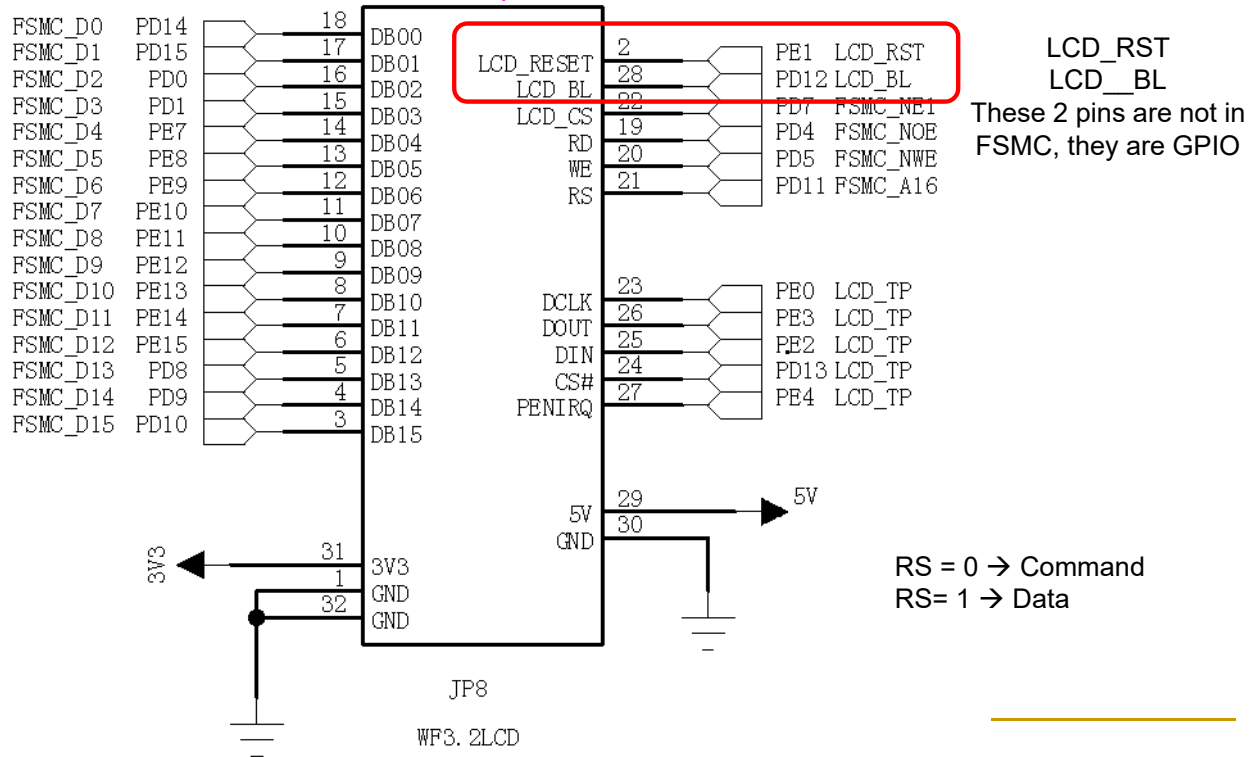 FSMC_D0 PD14 18 DB00
FSMC_D1 PD15 17 DB01
FSMC_D2 PD0 16 DB02
FSMC_D3 PD1 15 DB03
FSMC_D4 PE7 14 DB04
FSMC_D5 PE8 13 DB05
FSMC_D6 PE9 12 DB06
FSMC_D7 PE10 11 DB07
FSMC_D8 PE11 10 DB08
FSMC_D9 PE12 9 DB09
FSMC_D10 PE13 8 DB10
FSMC_D11 PE14 7 DB11
FSMC_D12 PE15 6 DB12
FSMC_D13 PD8 5 DB13
FSMC_D14 PD9 4 DB14
FSMC_D15 PD10 3 DB15
3V3 31 3V3
1 GND
32 GND
LCD_RESET 2 PE1 LCD_RST
LCD_BL 28 PD12 LCD_BL
LCD_CS 22 PD7 FSMC_NE1
RD 19 PD4 FSMC_NOE
WE 20 PD5 FSMC_NWE
RS 21 PD11 FSMC_A16
DCLK 23 PE0 LCD_TP
DOUT 26 PE3 LCD_TP
DIN 25 PE2 LCD_TP
CS# 24 PD13 LCD_TP
PENIRQ 27 PE4 LCD_TP
5V 29 5V
GND 30
JP8
WF3.2LCD
LCD_RST
LCD__BL
These 2 pins are not in
FSMC, they are GPIO
RS = 0 → Command
RS= 1 → Data